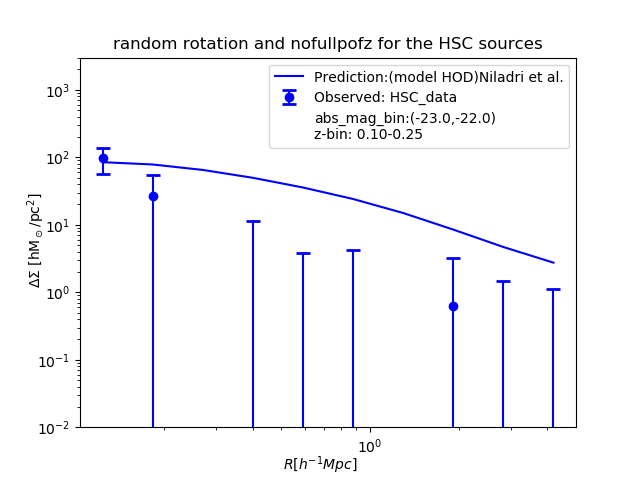 random rotation and nofullpofz for the HSC sources
Prediction:(model HOD)Niladri et al.
Observed: HSC_data
abs_mag_bin:(-23.0,-22.0)
z-bin: 0.10-0.25
ΔΣ [hM⊙/pc²]
10³
10²
10¹
10⁰
10⁻¹
10⁻²
10⁰
R[h⁻¹Mpc]